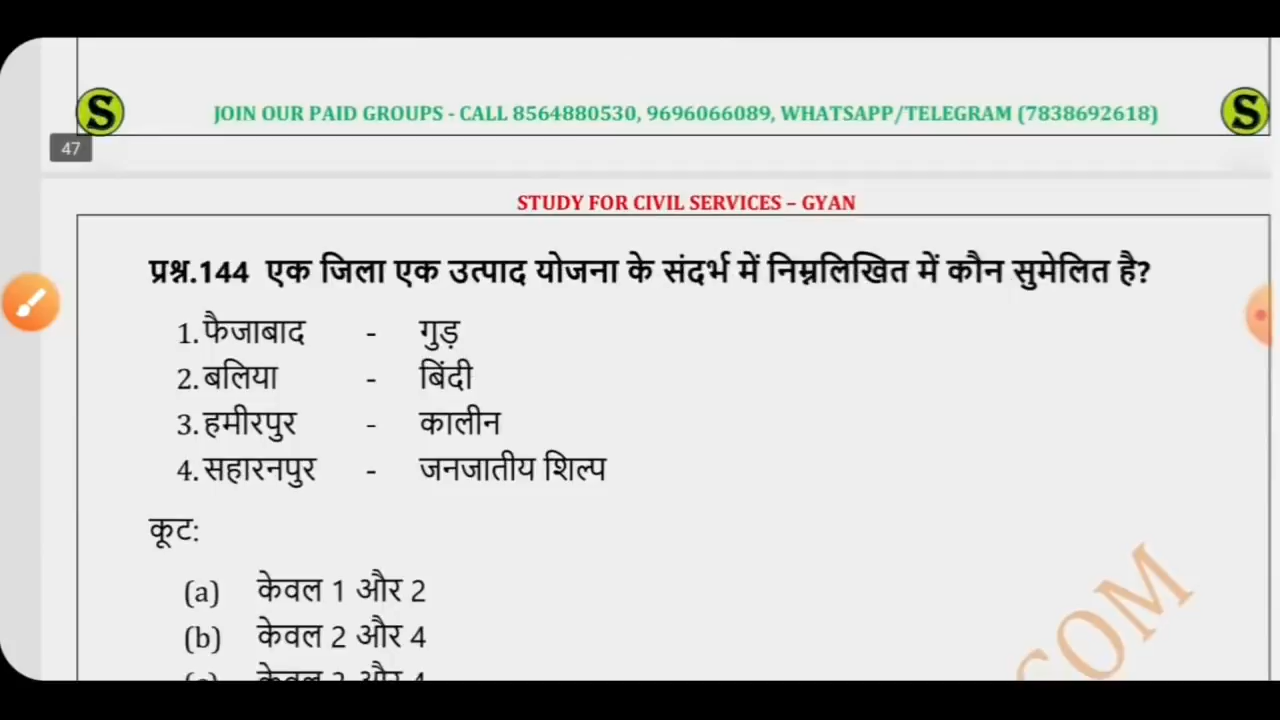 S JOIN OUR PAID GROUPS - CALL 8564880530, 9696066089, WHATSAPP/TELEGRAM (7838692618) S
47
STUDY FOR CIVIL SERVICES – GYAN
प्रश्न.144 एक जिला एक उत्पाद योजना के संदर्भ में निम्नलिखित में कौन सुमेलित है?
1. फैजाबाद - गुड़
2. बलिया - बिंदी
3. हमीरपुर - कालीन
4. सहारनपुर - जनजातीय शिल्प
कूट:
(a) केवल 1 और 2
(b) केवल 2 और 4
COM